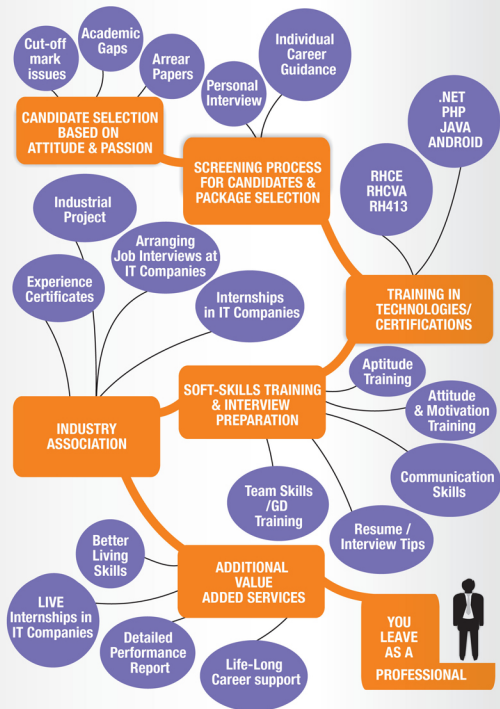 Cut-off
mark
issues
Academic
Gaps
Arrear
Papers
CANDIDATE SELECTION
BASED ON
ATTITUDE & PASSION
Personal
Interview
Individual
Career
Guidance
SCREENING PROCESS
FOR CANDIDATES &
PACKAGE SELECTION
RHCE
RHCVA
RH413
.NET
PHP
JAVA
ANDROID
TRAINING IN
TECHNOLOGIES/
CERTIFICATIONS
Aptitude
Training
Attitude
& Motivation
Training
Communication
Skills
Resume /
Interview Tips
Team Skills
/GD
Training
SOFT-SKILLS TRAINING
& INTERVIEW
PREPARATION
Industrial
Project
Experience
Certificates
Arranging
Job Interviews at
IT Companies
Internships
in IT Companies
INDUSTRY
ASSOCIATION
Better
Living
Skills
LIVE
Internships in
IT Companies
Detailed
Performance
Report
Life-Long
Career support
ADDITIONAL
VALUE
ADDED SERVICES
YOU
LEAVE
AS A
PROFESSIONAL